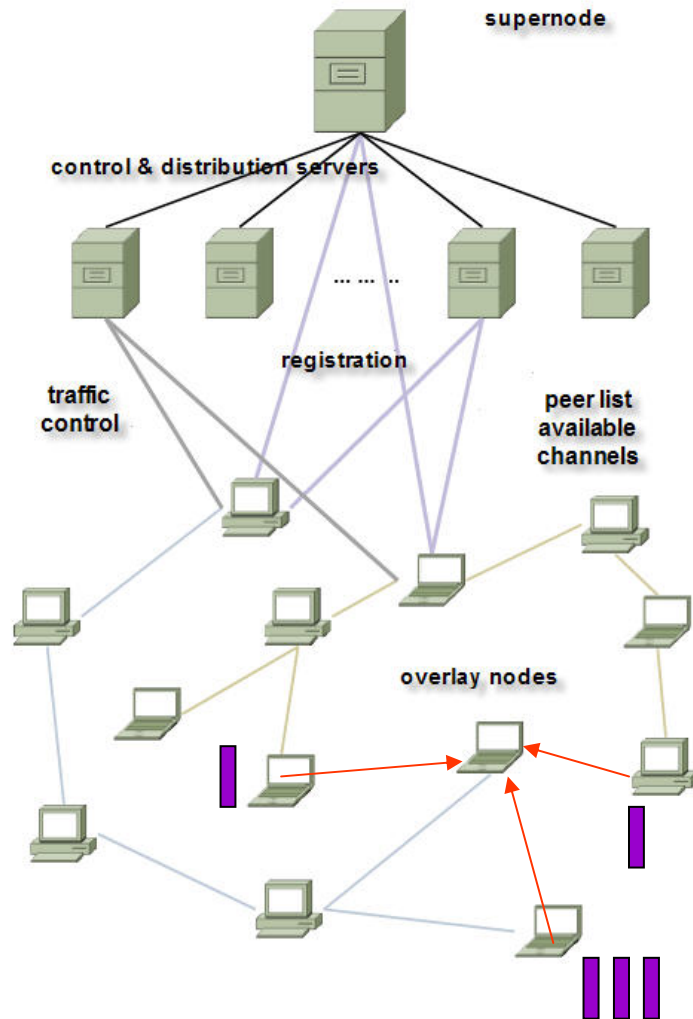 supernode
control & distribution servers
... ... ..
registration
traffic
control
peer list
available
channels
overlay nodes